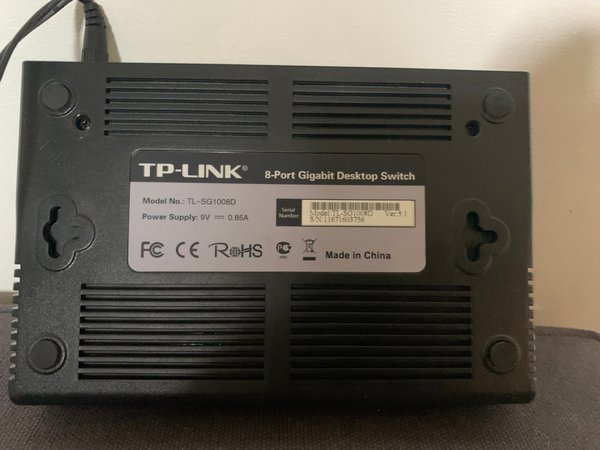 TP-LINK®
8-Port Gigabit Desktop Switch
Model No.: TL-SG1008D
Power Supply: 9V ⎓ 0.85A
Serial Number
Model: TL-SG1008D Ver:5.1
S/N:11671603756
FC CE RoHS
Made in China